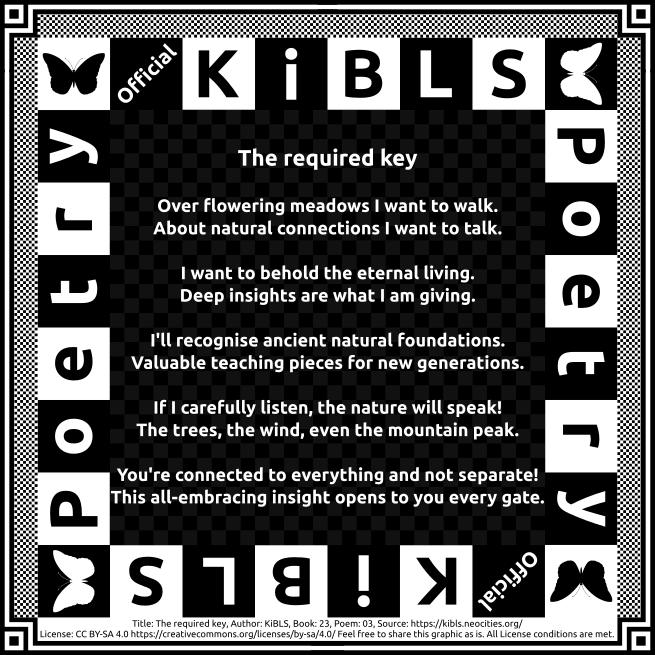 Official KiBLS
Poetry
Poetry
The required key
Over flowering meadows I want to walk.
About natural connections I want to talk.
I want to behold the eternal living.
Deep insights are what I am giving.
I'll recognise ancient natural foundations.
Valuable teaching pieces for new generations.
If I carefully listen, the nature will speak!
The trees, the wind, even the mountain peak.
You're connected to everything and not separate!
This all-embracing insight opens to you every gate.
Official KiBLS
Title: The required key, Author: KiBLS, Book: 23, Poem: 03, Source: https://kibls.neocities.org/
License: CC BY-SA 4.0 https://creativecommons.org/licenses/by-sa/4.0/ Feel free to share this graphic as is. All License conditions are met.